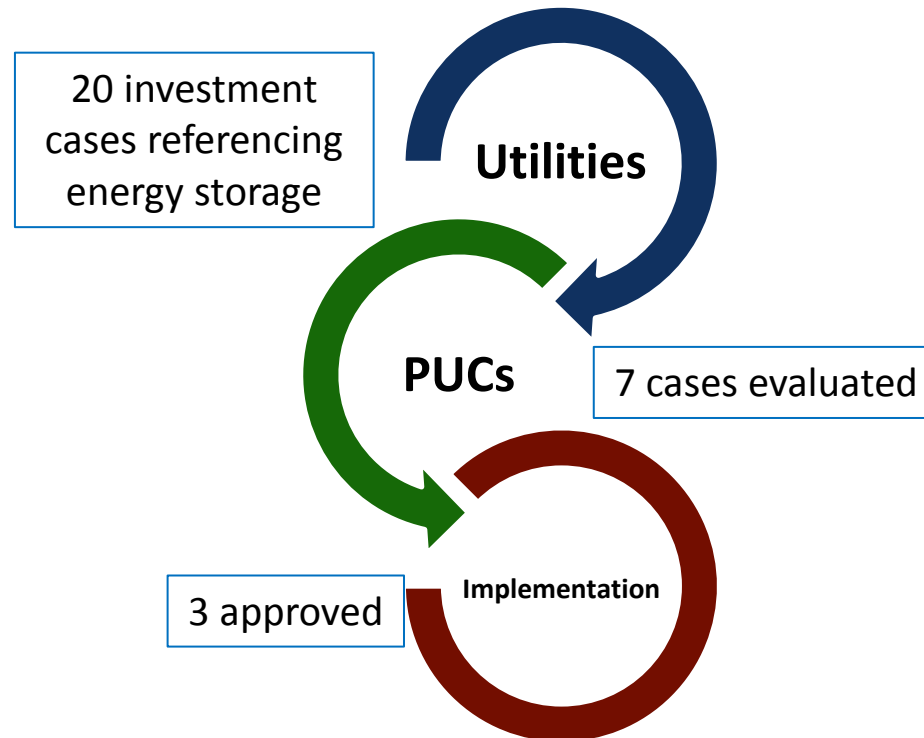 20 investment
cases referencing
energy storage
Utilities
PUCs
7 cases evaluated
Implementation
3 approved